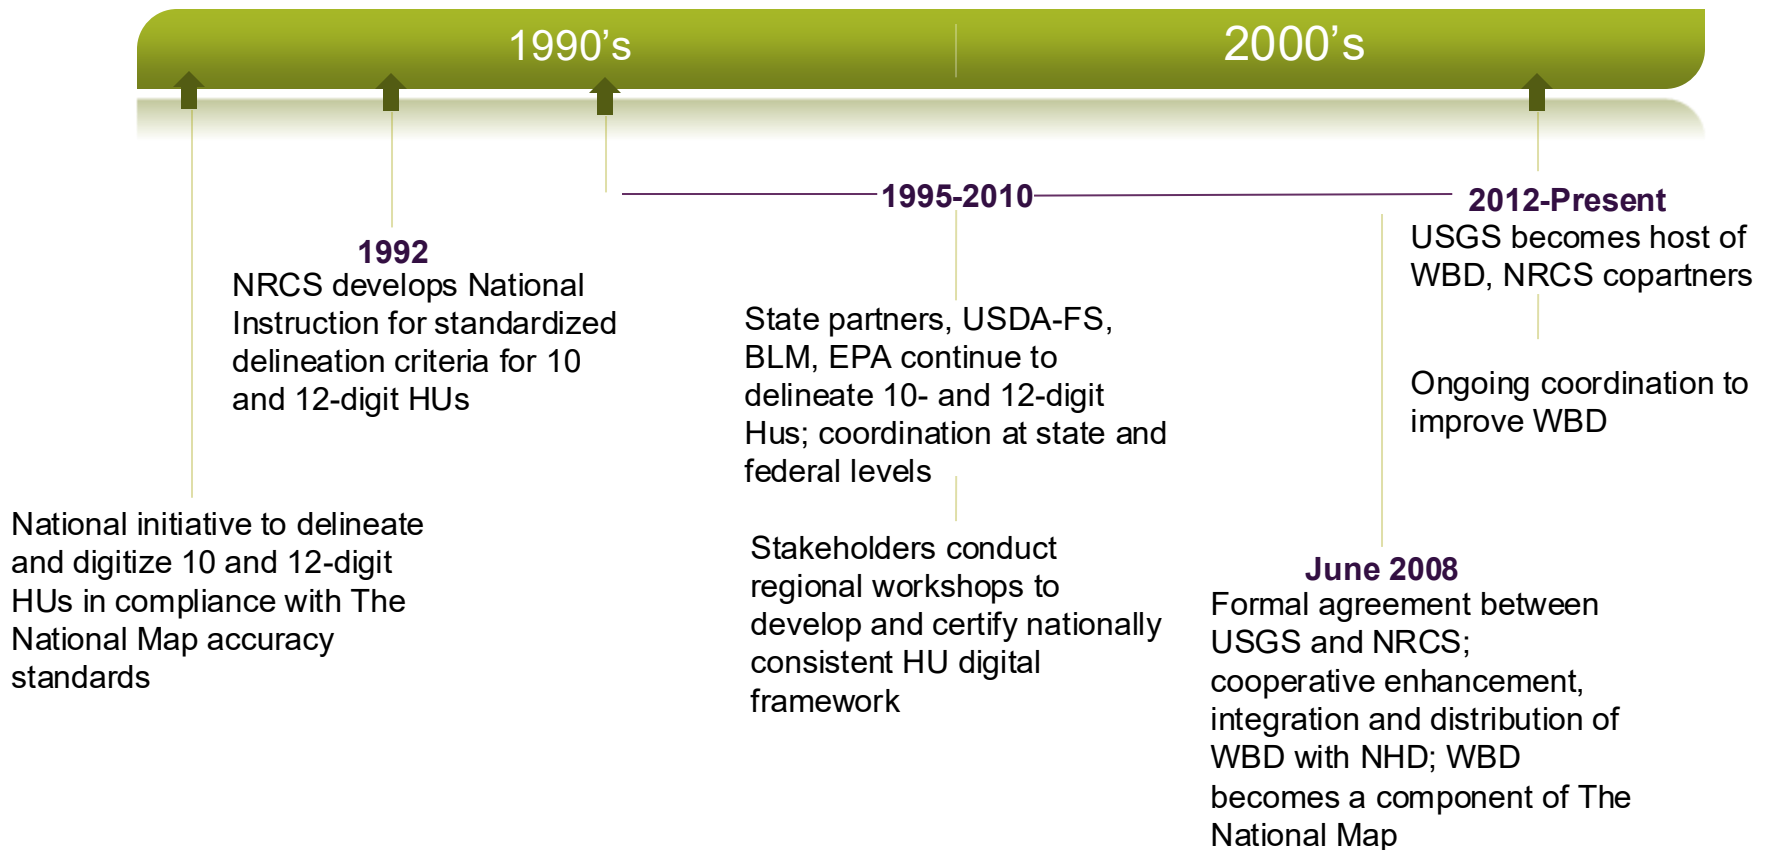 1990’s
2000’s
National initiative to delineate
and digitize 10 and 12-digit
HUs in compliance with The
National Map accuracy
standards
1992
NRCS develops National
Instruction for standardized
delineation criteria for 10
and 12-digit HUs
1995-2010
State partners, USDA-FS,
BLM, EPA continue to
delineate 10- and 12-digit
Hus; coordination at state and
federal levels
Stakeholders conduct
regional workshops to
develop and certify nationally
consistent HU digital
framework
June 2008
Formal agreement between
USGS and NRCS;
cooperative enhancement,
integration and distribution of
WBD with NHD; WBD
becomes a component of The
National Map
2012-Present
USGS becomes host of
WBD, NRCS copartners
Ongoing coordination to
improve WBD